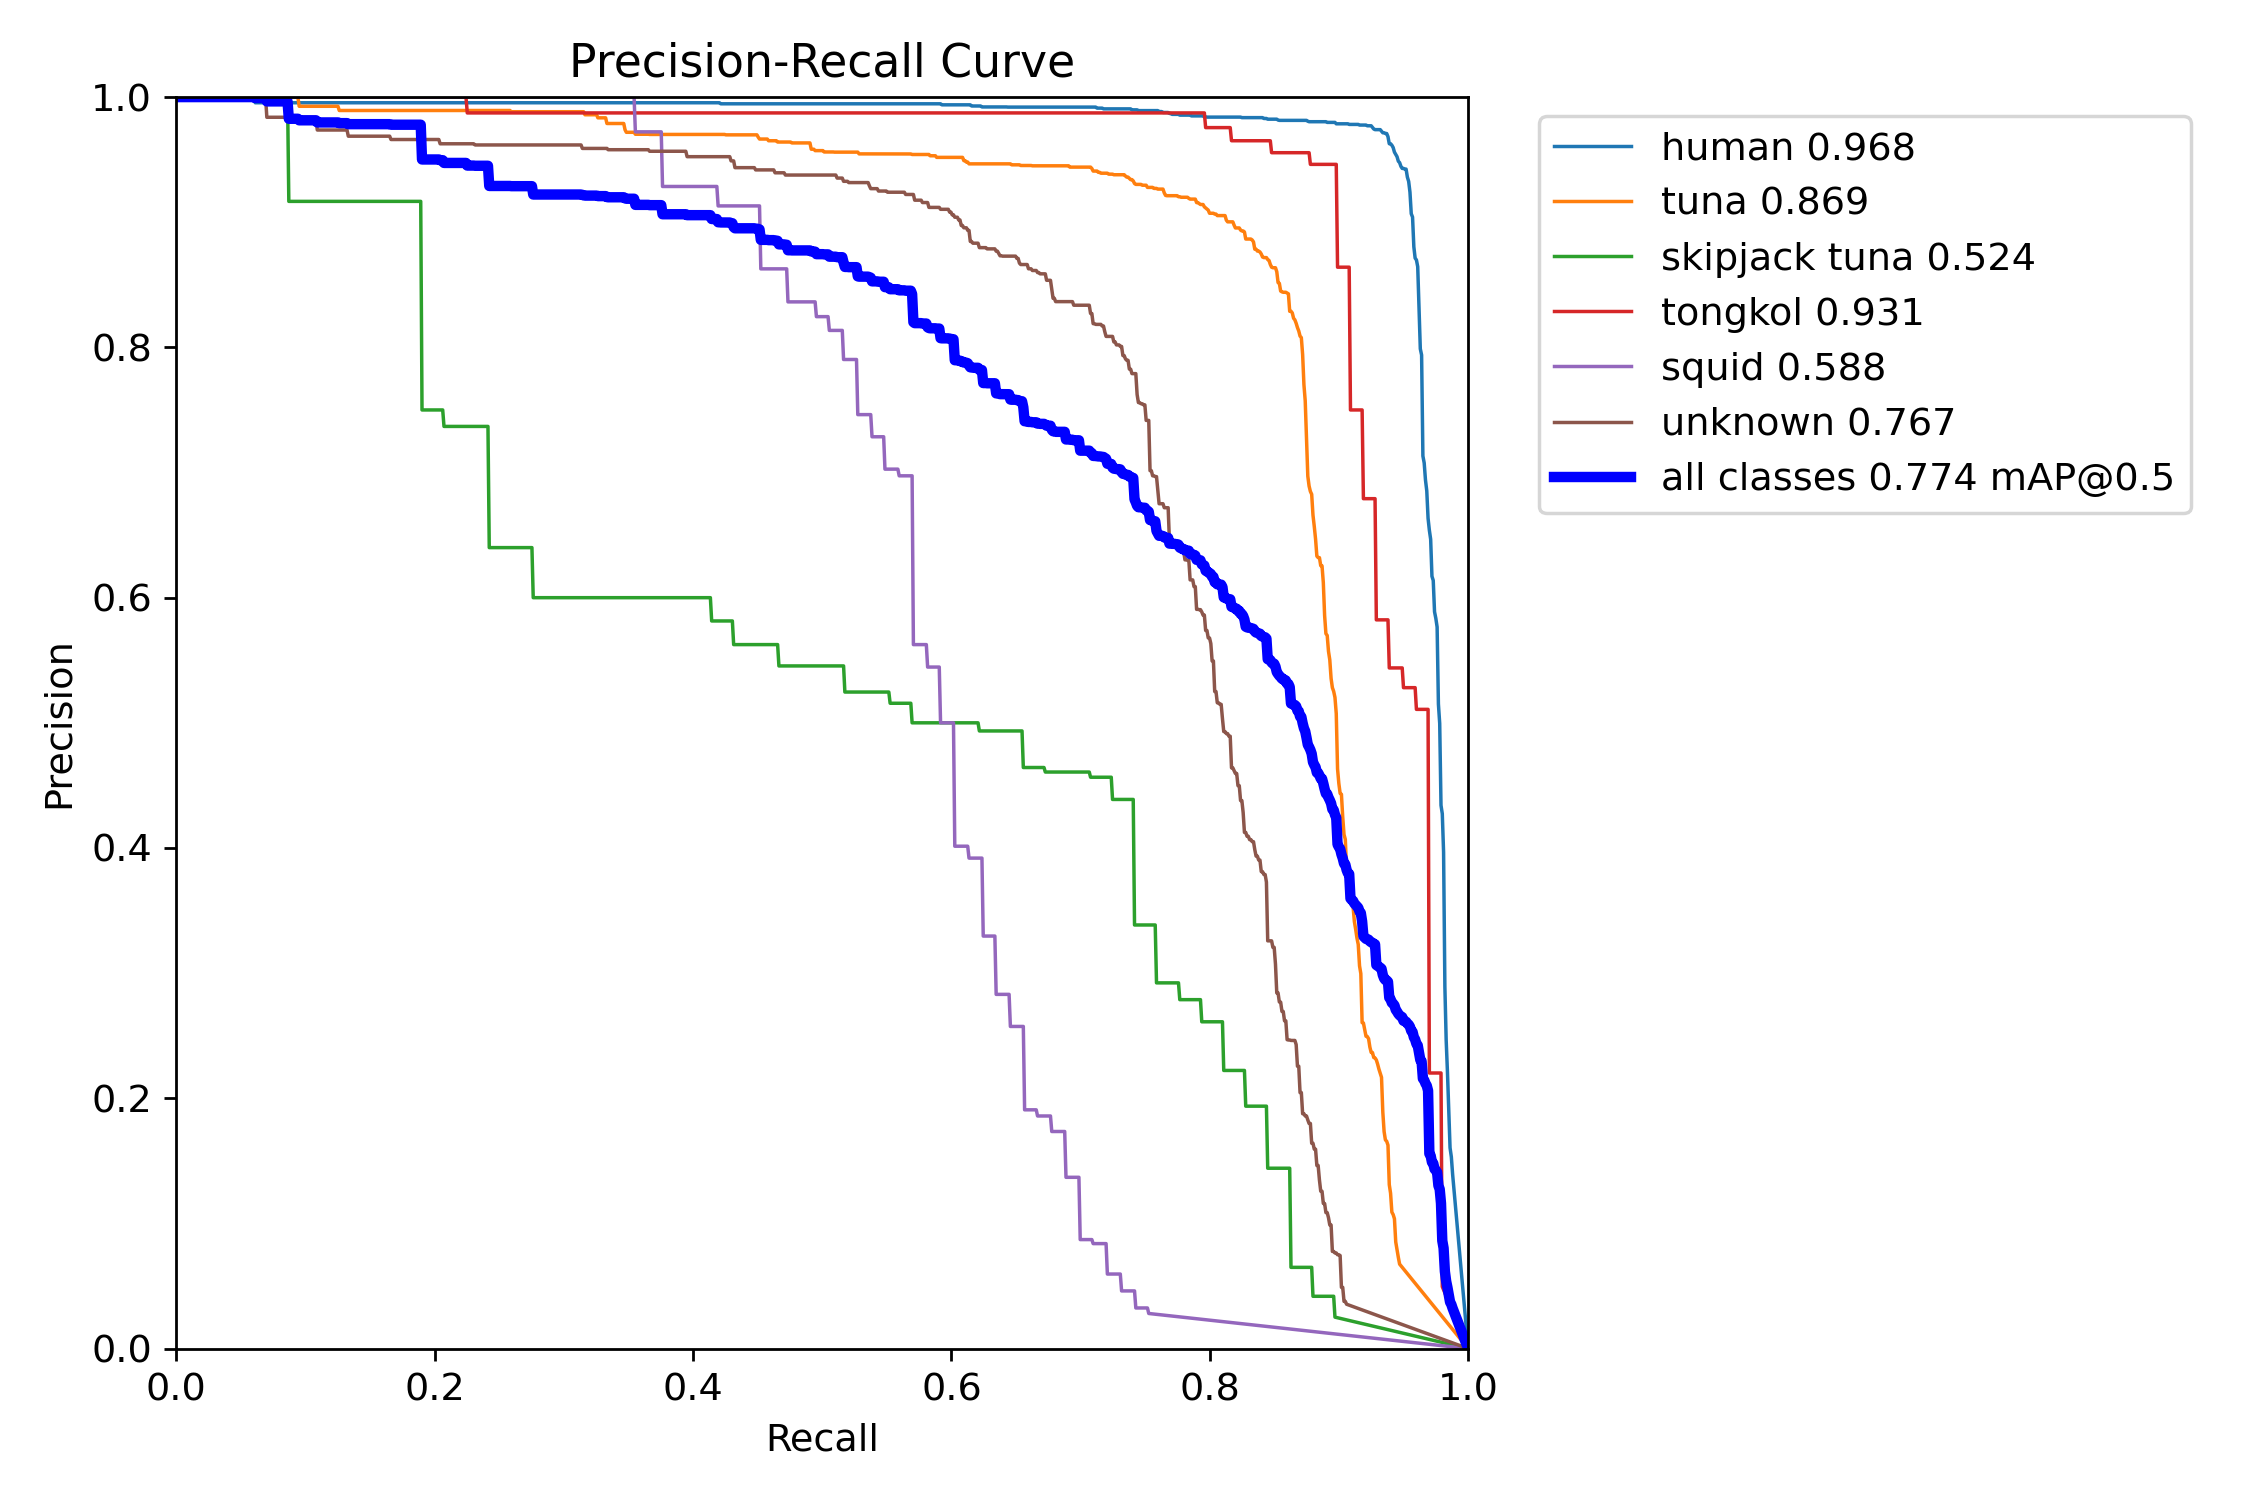 Precision-Recall Curve
1.0
0.8
0.6
0.4
0.2
0.0
Precision
0.0 0.2 0.4 0.6 0.8 1.0
Recall
human 0.968
tuna 0.869
skipjack tuna 0.524
tongkol 0.931
squid 0.588
unknown 0.767
all classes 0.774 mAP@0.5